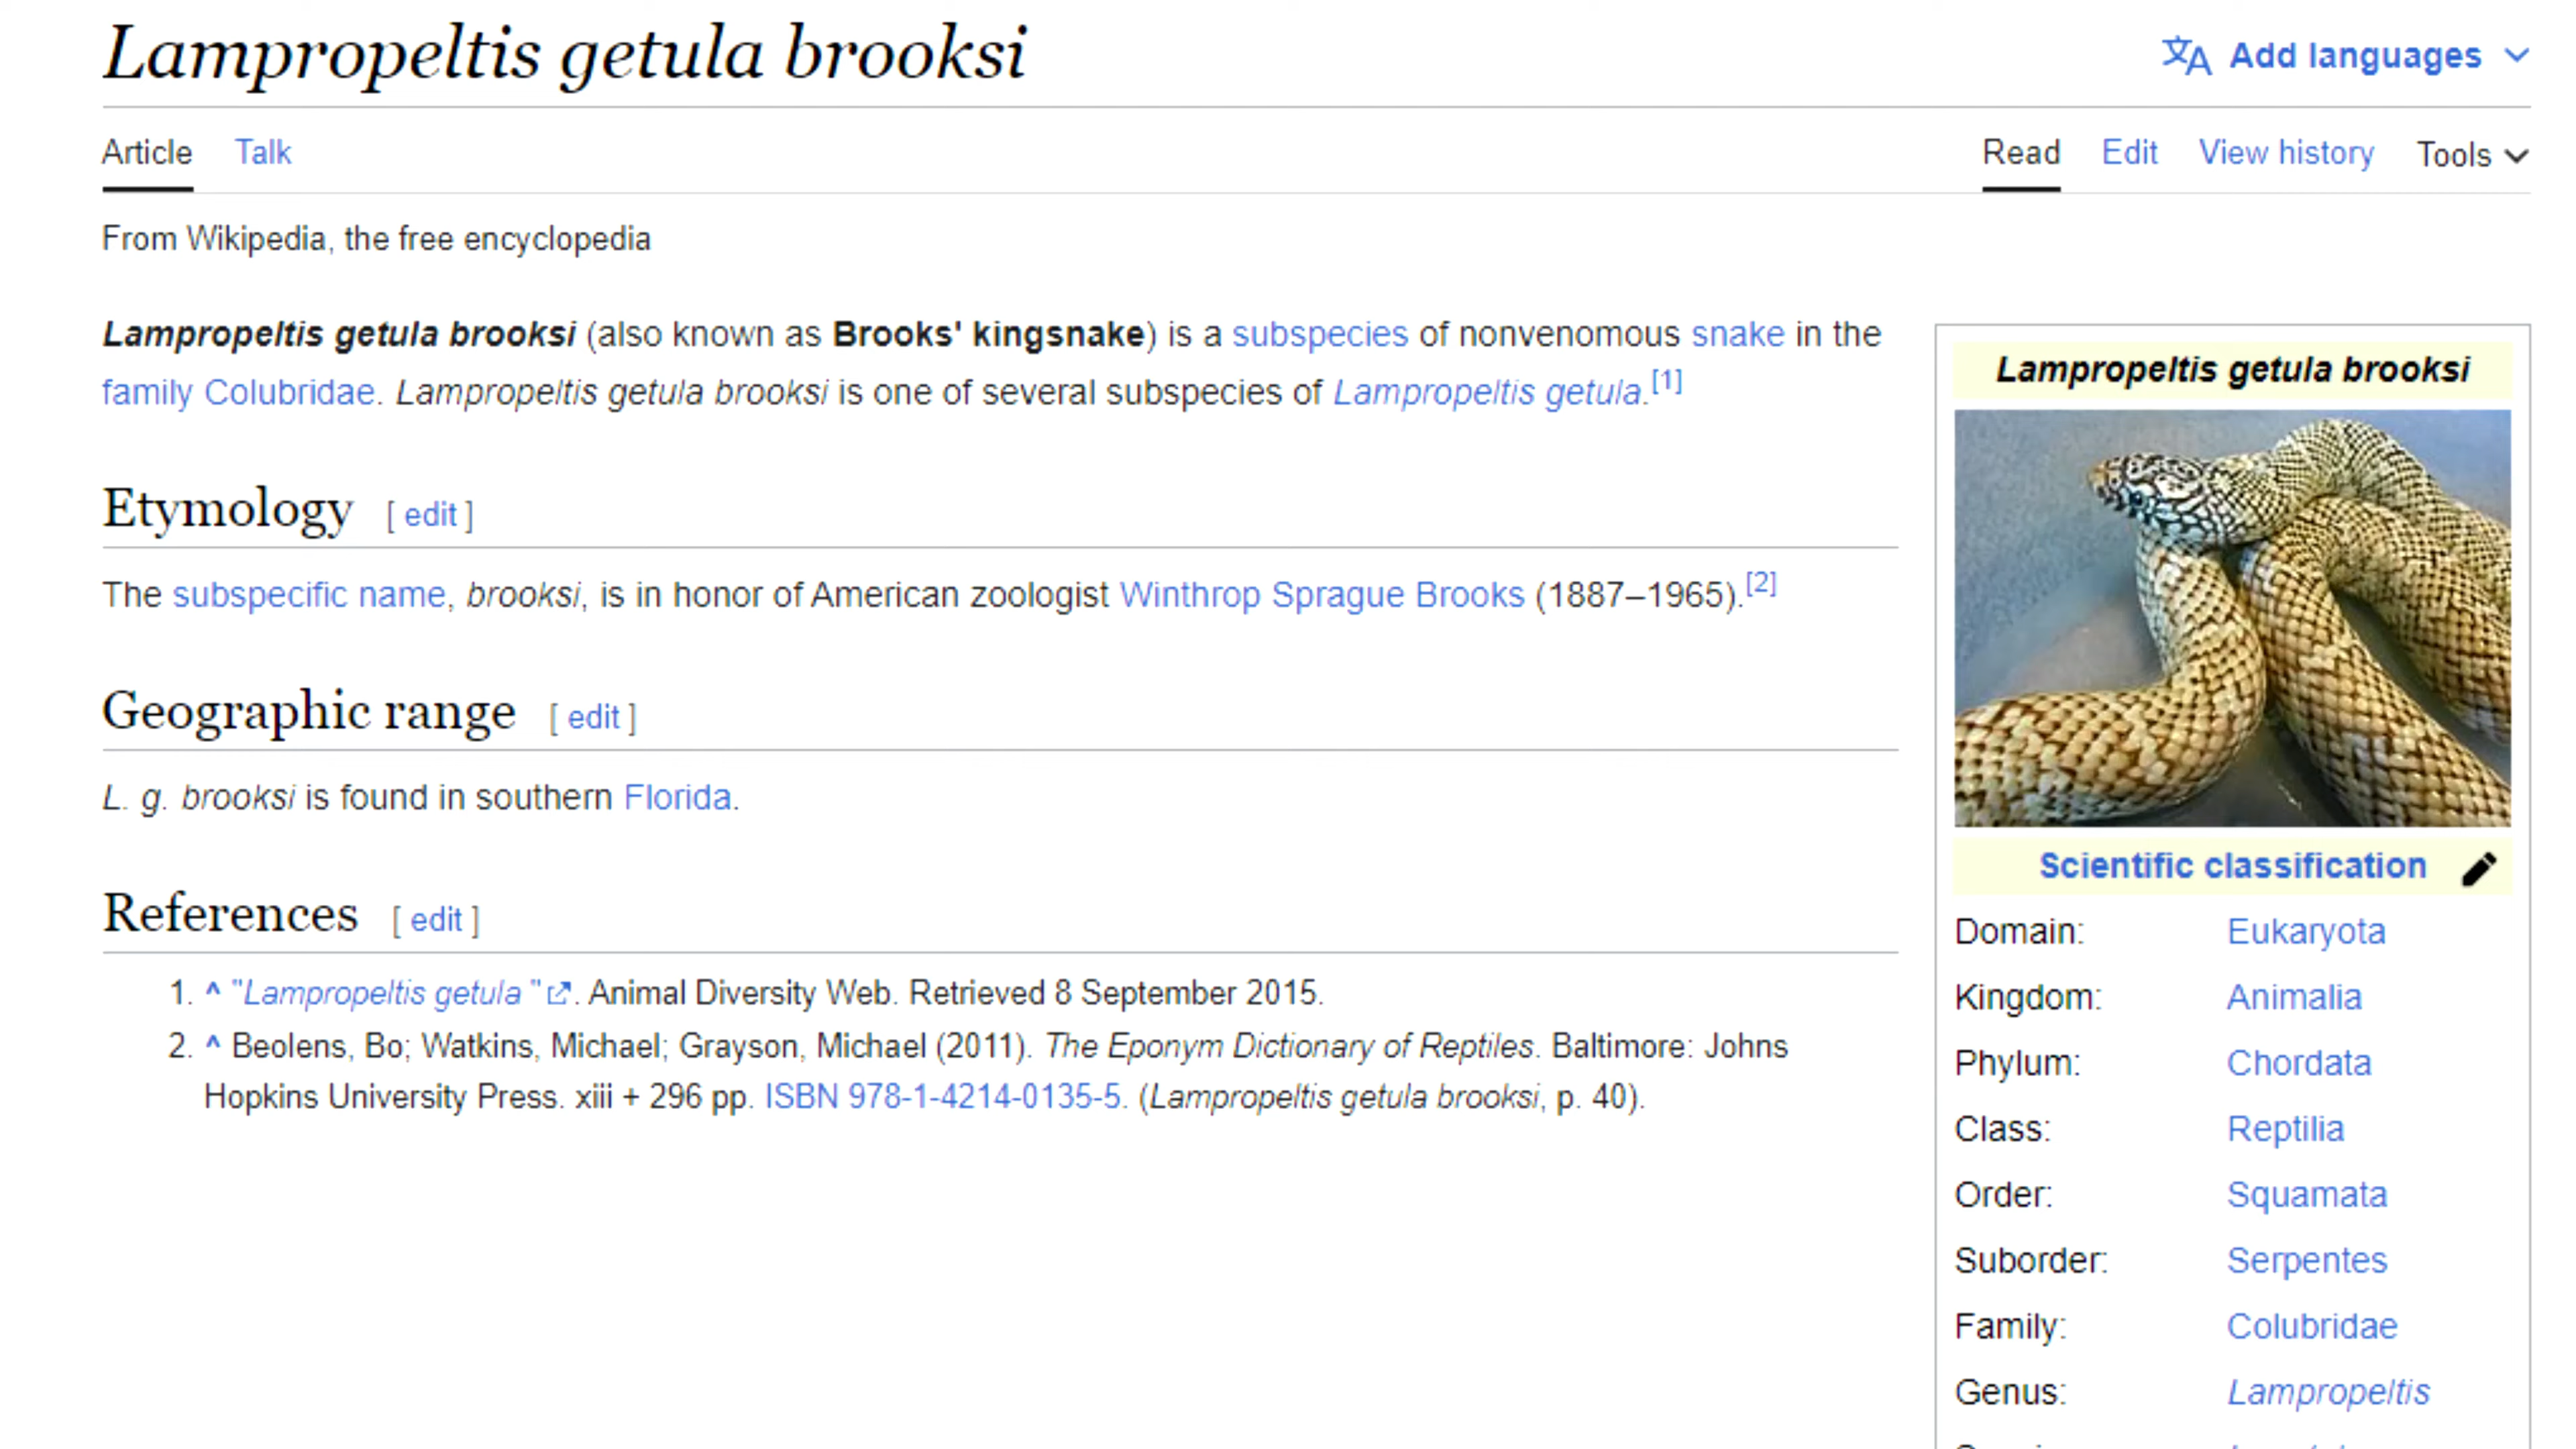 Lampropeltis getula brooksi
Add languages
Article Talk
Read Edit View history Tools
From Wikipedia, the free encyclopedia
Lampropeltis getula brooksi (also known as Brooks' kingsnake) is a subspecies of nonvenomous snake in the
family Colubridae. Lampropeltis getula brooksi is one of several subspecies of Lampropeltis getula.[1]
Etymology [ edit ]
The subspecific name, brooksi, is in honor of American zoologist Winthrop Sprague Brooks (1887–1965).[2]
Geographic range [ edit ]
L. g. brooksi is found in southern Florida.
References [ edit ]
1. ^ "Lampropeltis getula ". Animal Diversity Web. Retrieved 8 September 2015.
2. ^ Beolens, Bo; Watkins, Michael; Grayson, Michael (2011). The Eponym Dictionary of Reptiles. Baltimore: Johns
Hopkins University Press. xiii + 296 pp. ISBN 978-1-4214-0135-5. (Lampropeltis getula brooksi, p. 40).
Lampropeltis getula brooksi
Scientific classification
Domain: Eukaryota
Kingdom: Animalia
Phylum: Chordata
Class: Reptilia
Order: Squamata
Suborder: Serpentes
Family: Colubridae
Genus: Lampropeltis